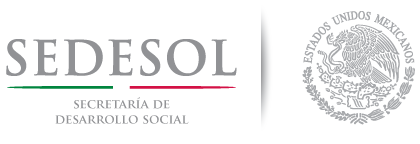 SEDESOL
SECRETARÍA DE
DESARROLLO SOCIAL
ESTADOS UNIDOS MEXICANOS